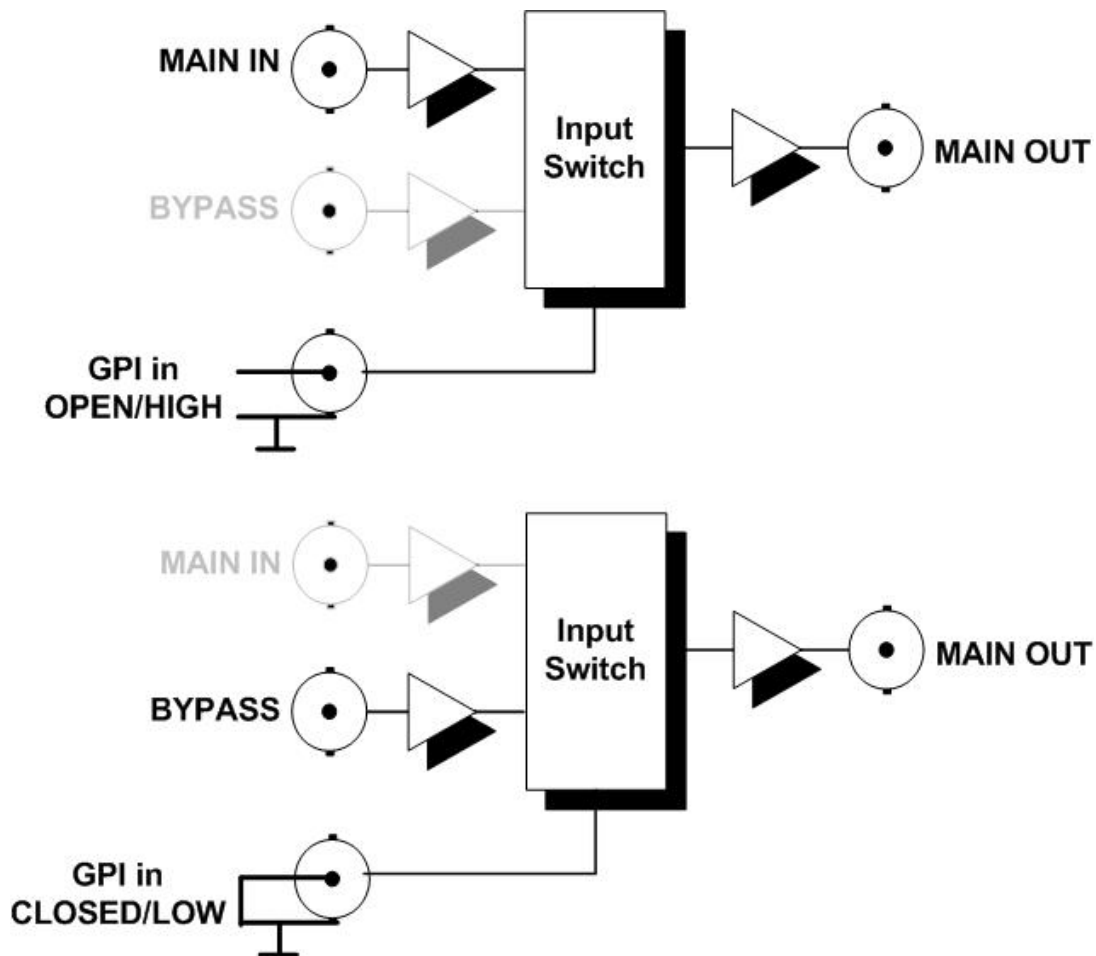 MAIN IN
Input
Switch
MAIN OUT
BYPASS
GPI in
OPEN/HIGH
MAIN IN
Input
Switch
MAIN OUT
BYPASS
GPI in
CLOSED/LOW